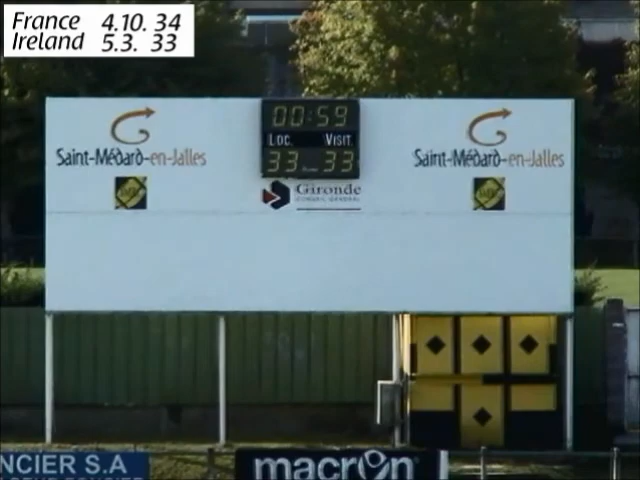 France 4.10. 34
Ireland 5.3. 33
00:59
LOC. VISIT.
33 33
Saint-Médard-en-Jalles
Saint-Médard-en-Jalles
Gironde
CONSEIL GÉNÉRAL
NCIER S.A
macron